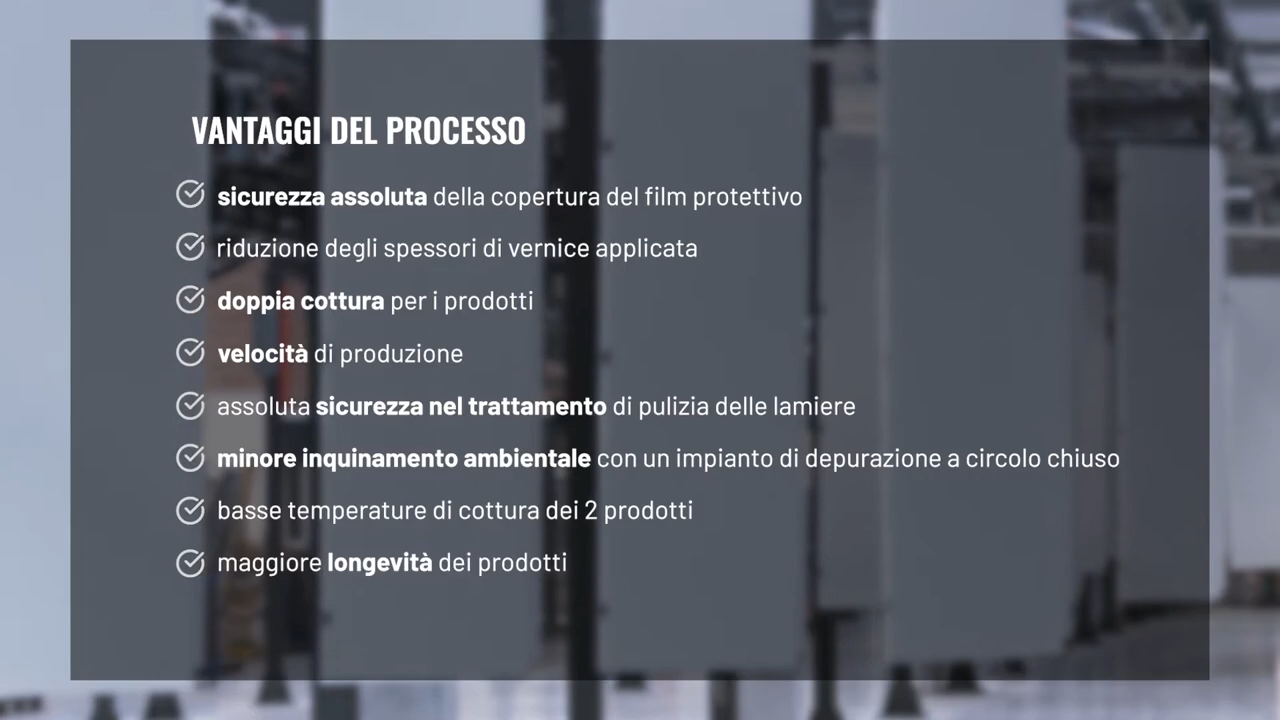 VANTAGGI DEL PROCESSO
sicurezza assoluta della copertura del film protettivo
riduzione degli spessori di vernice applicata
doppia cottura per i prodotti
velocità di produzione
assoluta sicurezza nel trattamento di pulizia delle lamiere
minore inquinamento ambientale con un impianto di depurazione a circolo chiuso
basse temperature di cottura dei 2 prodotti
maggiore longevità dei prodotti